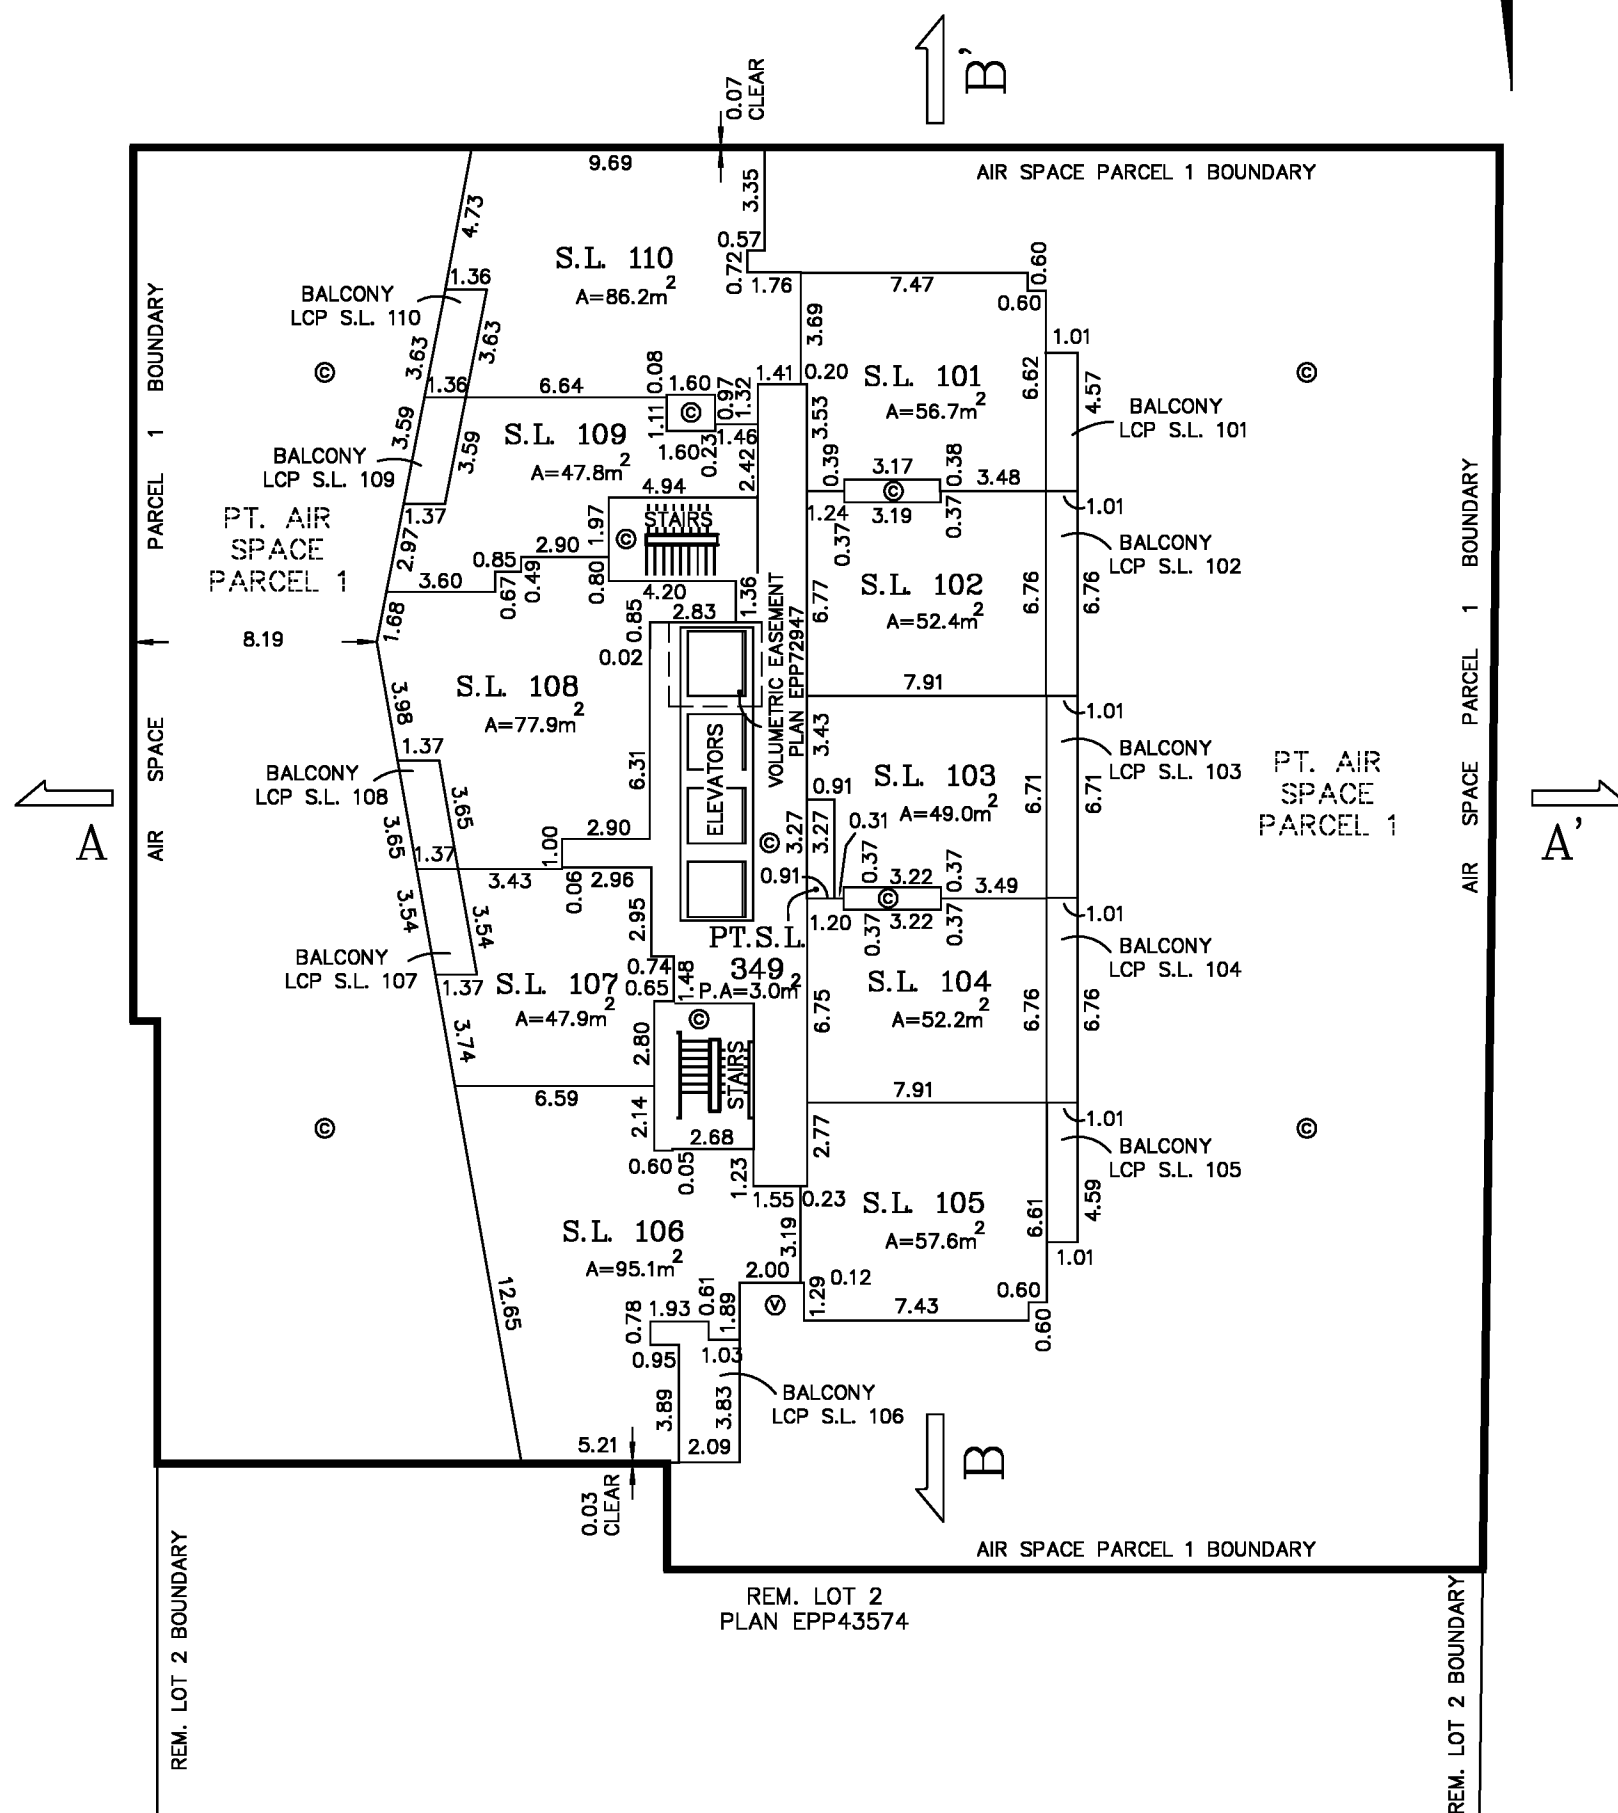 B'
0.07
CLEAR
9.69
AIR SPACE PARCEL 1 BOUNDARY
3.35
4.73
0.57
0.72
S.L. 110
A=86.2m²
1.36
1.76
7.47
0.60
0.60
BALCONY
LCP S.L. 110
3.63
3.63
3.69
1.01
AIR SPACE PARCEL 1 BOUNDARY
©
1.36
6.64
0.08
1.60
0.97
1.32
1.41
0.20
S.L. 101
A=56.7m²
6.62
4.57
©
BALCONY
LCP S.L. 101
3.59
3.59
S.L. 109
A=47.8m²
1.11
©
1.60
0.23
1.46
2.42
3.53
0.39
3.17
0.38
3.48
BALCONY
LCP S.L. 109
1.37
4.94
©
1.24
3.19
0.37
0.37
1.01
PT. AIR
SPACE
PARCEL 1
2.97
STAIRS
©
1.97
2.90
0.85
0.67
0.49
0.80
3.60
4.20
1.36
BALCONY
LCP S.L. 102
S.L. 102
A=52.4m²
6.77
6.76
6.76
1.68
8.19
2.83
0.85
0.02
VOLUMETRIC EASEMENT
PLAN EPP72947
AIR SPACE PARCEL 1 BOUNDARY
3.98
S.L. 108
A=77.9m²
7.91
1.01
3.43
BALCONY
LCP S.L. 103
1.37
BALCONY
LCP S.L. 108
3.65
3.65
6.31
ELEVATORS
S.L. 103
A=49.0m²
0.91
6.71
6.71
PT. AIR
SPACE
PARCEL 1
A
A'
1.37
3.43
1.00
2.90
0.06
2.96
©
3.27
3.27
0.31
0.37
3.22
0.37
3.49
0.91
©
1.20
0.37
3.22
0.37
1.01
3.54
3.54
2.95
PT.S.L.
349
P.A=3.0m²
BALCONY
LCP S.L. 107
1.37
S.L. 107
A=47.9m²
0.74
0.65
1.48
S.L. 104
A=52.2m²
BALCONY
LCP S.L. 104
6.75
6.76
6.76
3.74
2.80
©
STAIRS
6.59
2.14
7.91
1.01
©
©
2.68
0.60
0.05
1.23
2.77
BALCONY
LCP S.L. 105
1.55
0.23
S.L. 105
A=57.6m²
6.61
4.59
1.01
S.L. 106
A=95.1m²
3.19
12.65
2.00
0.12
1.29
7.43
0.60
0.60
0.78
1.93
0.61
1.89
Ⓥ
0.95
1.03
3.89
3.83
BALCONY
LCP S.L. 106
5.21
2.09
0.03
CLEAR
B
AIR SPACE PARCEL 1 BOUNDARY
REM. LOT 2
PLAN EPP43574
REM. LOT 2 BOUNDARY
REM. LOT 2 BOUNDARY